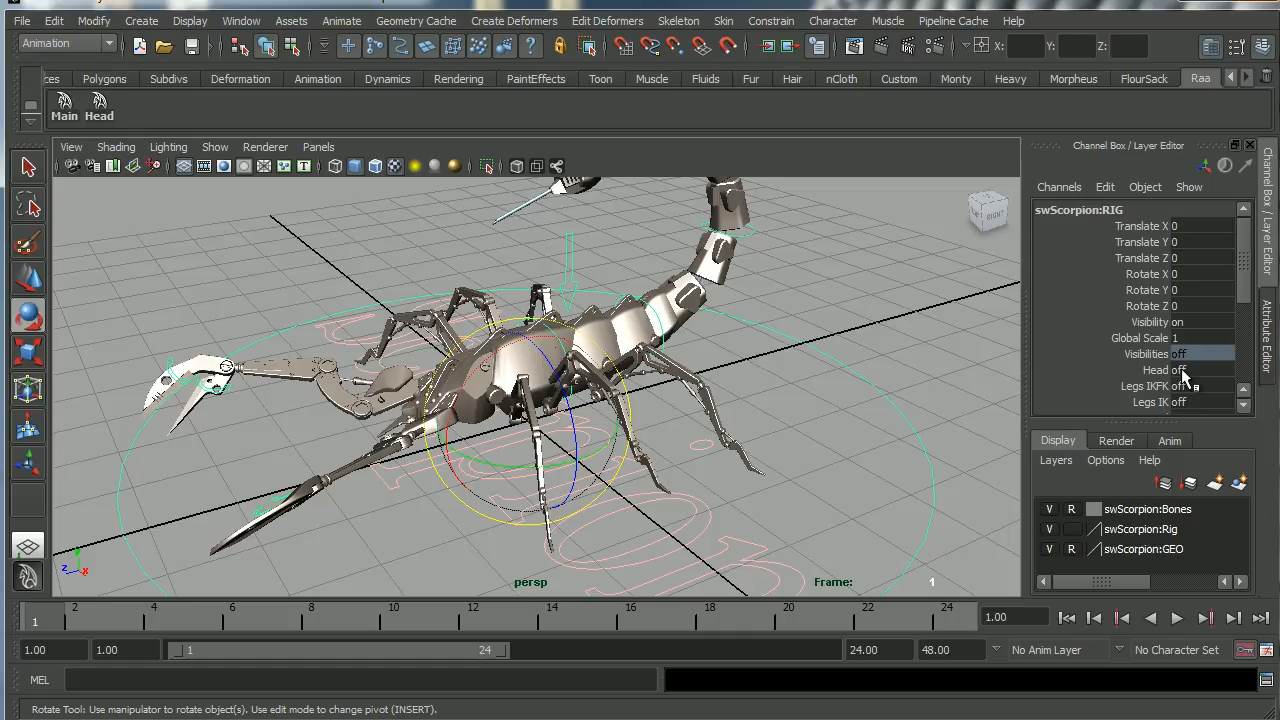 File Edit Modify Create Display Window Assets Animate Geometry Cache Create Deformers Edit Deformers Skeleton Skin Constrain Character Muscle Pipeline Cache Help
Animation X: Y: Z:
ces Polygons Subdivs Deformation Animation Dynamics Rendering PaintEffects Toon Muscle Fluids Fur Hair nCloth Custom Monty Heavy Morpheus FlourSack Raa
Main Head
View Shading Lighting Show Renderer Panels
Channel Box / Layer Editor
Channels Edit Object Show
swScorpion:RIG
Translate X 0
Translate Y 0
Translate Z 0
Rotate X 0
Rotate Y 0
Rotate Z 0
Visibility on
Global Scale 1
Visibilities off
Head off
Legs IKFK off
Legs IK off
RIGHT
persp Frame: 1
z x
Display Render Anim
Layers Options Help
V R swScorpion:Bones
V swScorpion:Rig
V R swScorpion:GEO
Channel Box / Layer Editor
Attribute Editor
1 2 4 6 8 10 12 14 16 18 20 22 24 1.00
1.00 1.00 1 24 24.00 48.00 No Anim Layer No Character Set
MEL
Rotate Tool: Use manipulator to rotate object(s). Use edit mode to change pivot (INSERT).